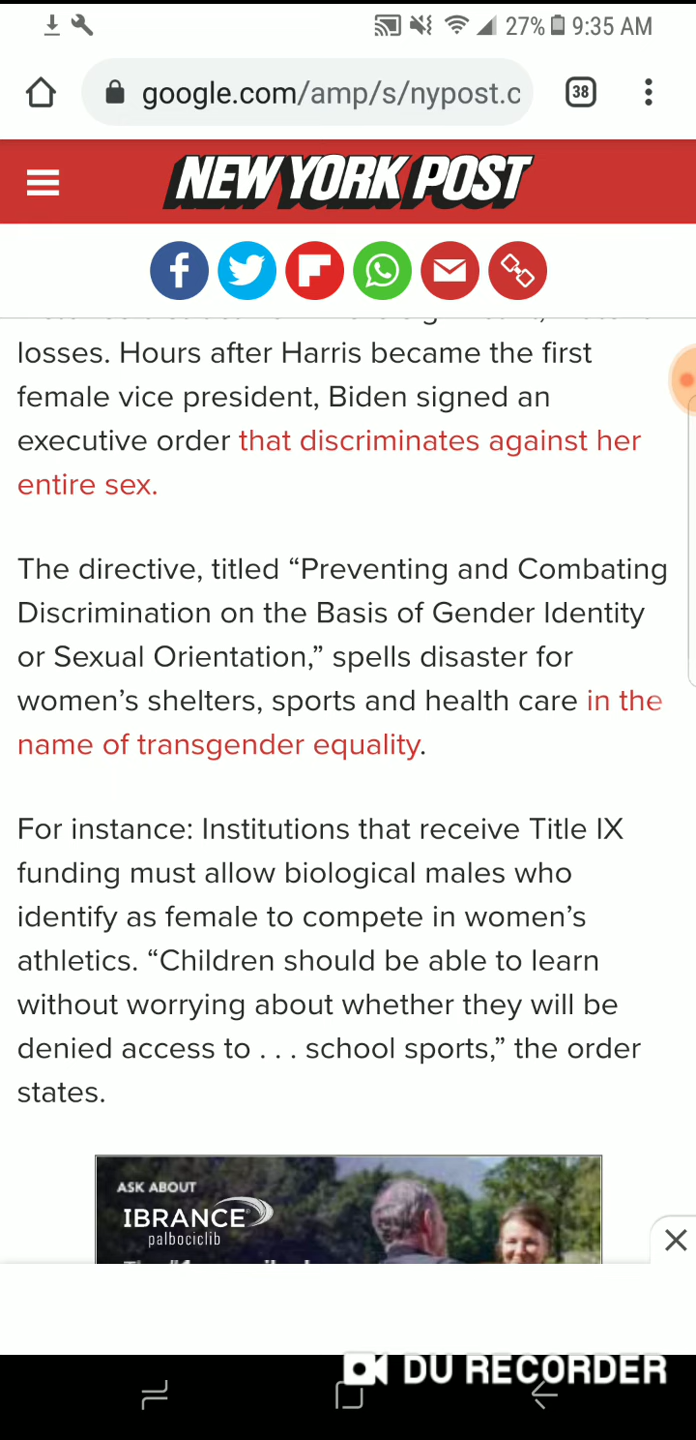 27% 9:35 AM
google.com/amp/s/nypost.c
38
NEW YORK POST
losses. Hours after Harris became the first
female vice president, Biden signed an
executive order that discriminates against her
entire sex.
The directive, titled “Preventing and Combating
Discrimination on the Basis of Gender Identity
or Sexual Orientation,” spells disaster for
women’s shelters, sports and health care in the
name of transgender equality.
For instance: Institutions that receive Title IX
funding must allow biological males who
identify as female to compete in women’s
athletics. “Children should be able to learn
without worrying about whether they will be
denied access to . . . school sports,” the order
states.
ASK ABOUT
IBRANCE
palbociclib
DU RECORDER